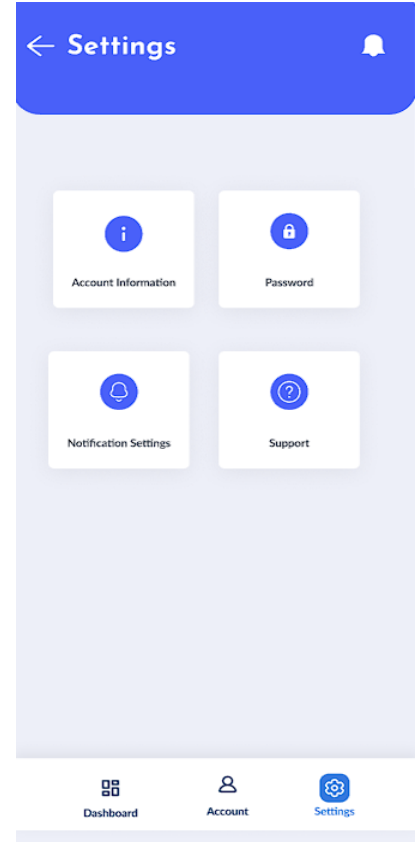 Settings
Account Information
Password
Notification Settings
Support
Dashboard
Account
Settings